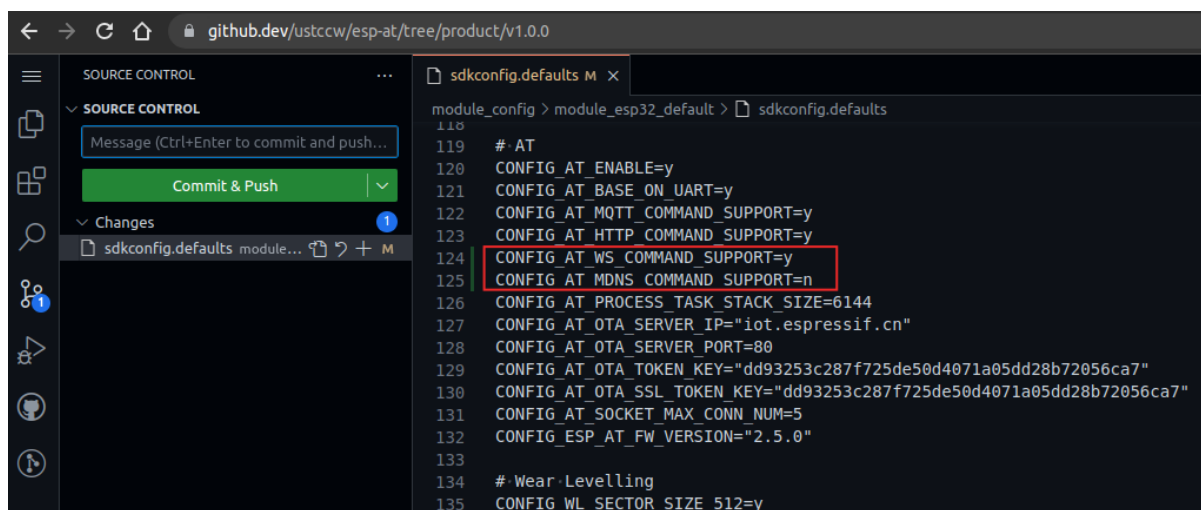 github.dev/ustccw/esp-at/tree/product/v1.0.0
SOURCE CONTROL
sdkconfig.defaults M
SOURCE CONTROL
module_config > module_esp32_default > sdkconfig.defaults
Message (Ctrl+Enter to commit and push...
Commit & Push
Changes 1
sdkconfig.defaults module... M
1
118
119 # AT
120 CONFIG_AT_ENABLE=y
121 CONFIG_AT_BASE_ON_UART=y
122 CONFIG_AT_MQTT_COMMAND_SUPPORT=y
123 CONFIG_AT_HTTP_COMMAND_SUPPORT=y
124 CONFIG_AT_WS_COMMAND_SUPPORT=y
125 CONFIG_AT_MDNS_COMMAND_SUPPORT=n
126 CONFIG_AT_PROCESS_TASK_STACK_SIZE=6144
127 CONFIG_AT_OTA_SERVER_IP="iot.espressif.cn"
128 CONFIG_AT_OTA_SERVER_PORT=80
129 CONFIG_AT_OTA_TOKEN_KEY="dd93253c287f725de50d4071a05dd28b72056ca7"
130 CONFIG_AT_OTA_SSL_TOKEN_KEY="dd93253c287f725de50d4071a05dd28b72056ca7"
131 CONFIG_AT_SOCKET_MAX_CONN_NUM=5
132 CONFIG_ESP_AT_FW_VERSION="2.5.0"
133
134 # Wear Levelling
135 CONFIG_WL_SECTOR_SIZE_512=y